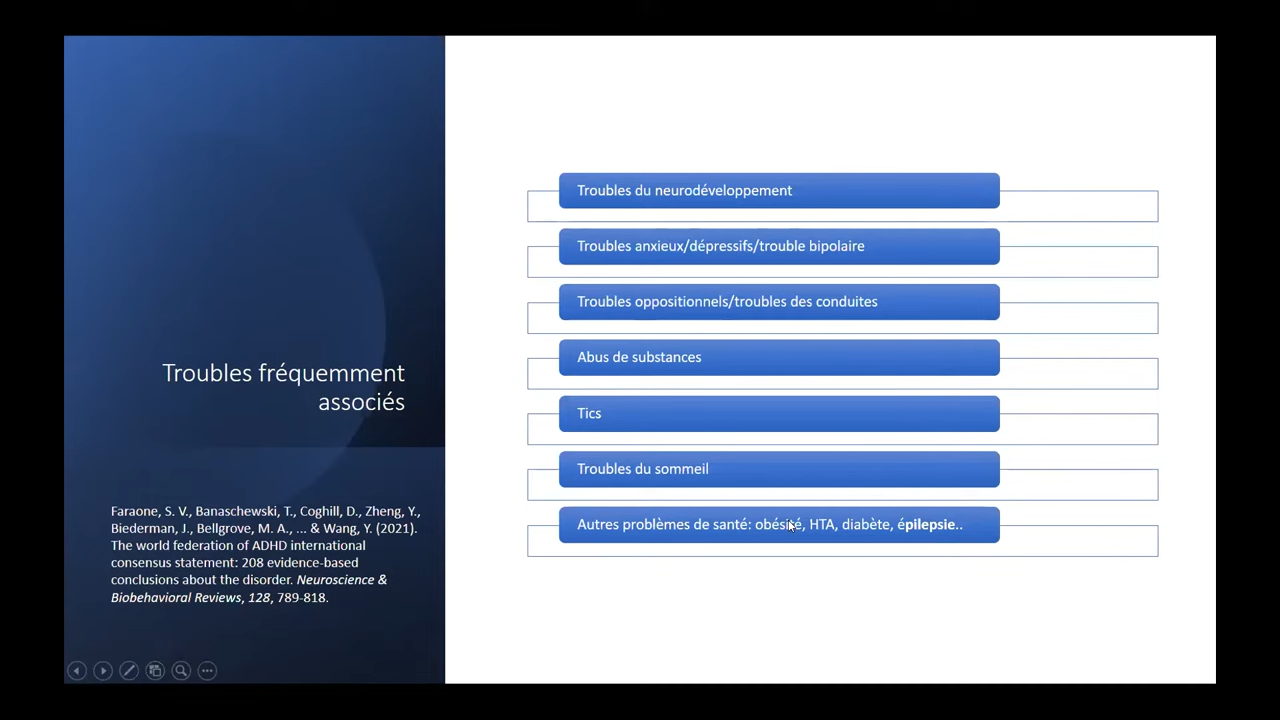 Troubles fréquemment
associés
Faraone, S. V., Banaschewski, T., Coghill, D., Zheng, Y.,
Biederman, J., Bellgrove, M. A., ... & Wang, Y. (2021).
The world federation of ADHD international
consensus statement: 208 evidence-based
conclusions about the disorder. Neuroscience &
Biobehavioral Reviews, 128, 789-818.
Troubles du neurodéveloppement
Troubles anxieux/dépressifs/trouble bipolaire
Troubles oppositionnels/troubles des conduites
Abus de substances
Tics
Troubles du sommeil
Autres problèmes de santé: obésité, HTA, diabète, épilepsie..